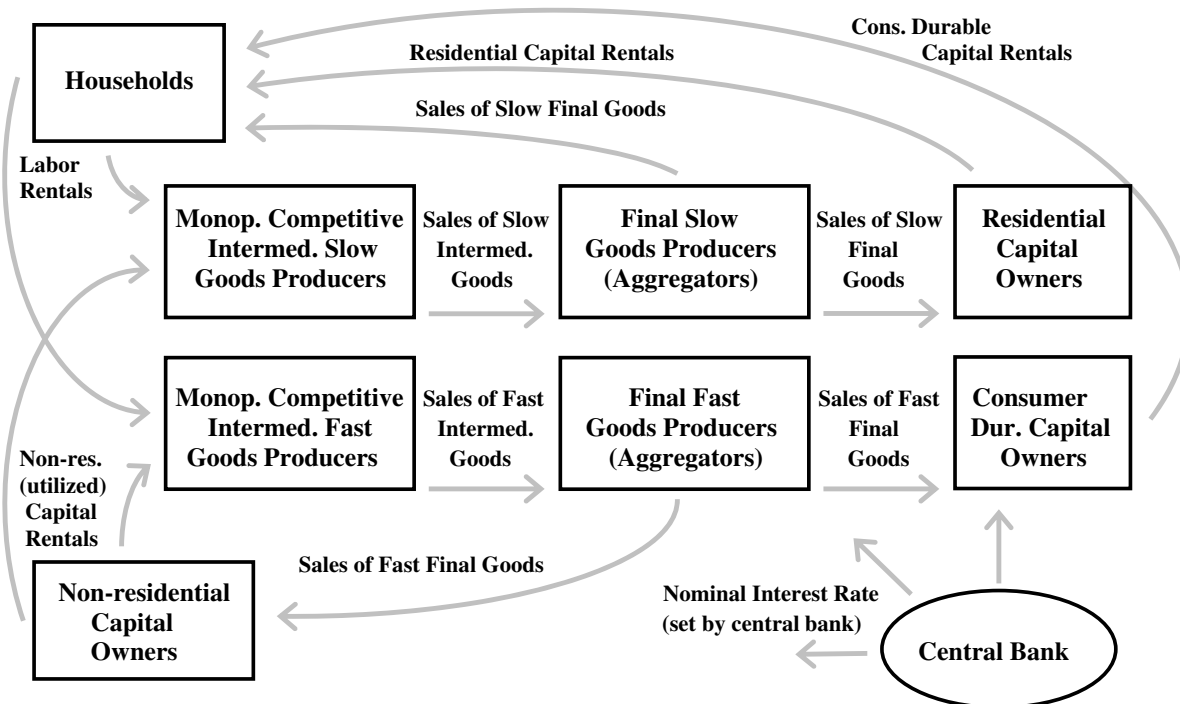 Cons. Durable
Capital Rentals
Residential Capital Rentals
Households
Sales of Slow Final Goods
Labor
Rentals
Monop. Competitive
Intermed. Slow
Goods Producers
Sales of Slow
Intermed.
Goods
Final Slow
Goods Producers
(Aggregators)
Sales of Slow
Final
Goods
Residential
Capital
Owners
Monop. Competitive
Intermed. Fast
Goods Producers
Sales of Fast
Intermed.
Goods
Final Fast
Goods Producers
(Aggregators)
Sales of Fast
Final
Goods
Consumer
Dur. Capital
Owners
Non-res.
(utilized)
Capital
Rentals
Sales of Fast Final Goods
Non-residential
Capital
Owners
Nominal Interest Rate
(set by central bank)
Central Bank